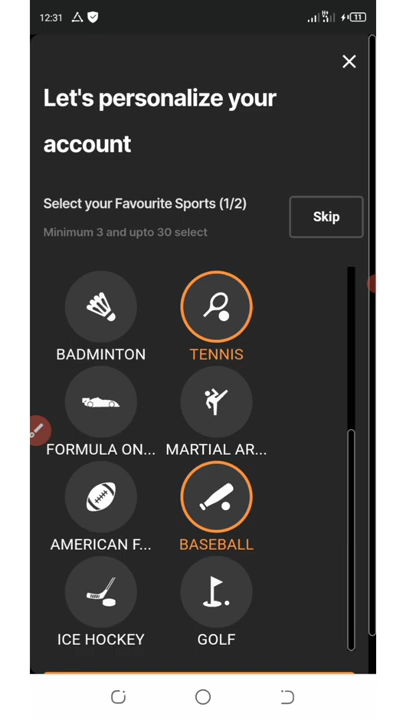 12:31
11
Let's personalize your
account
Select your Favourite Sports (1/2)
Minimum 3 and upto 30 select
Skip
BADMINTON
TENNIS
FORMULA ON...
MARTIAL AR...
AMERICAN F...
BASEBALL
ICE HOCKEY
GOLF